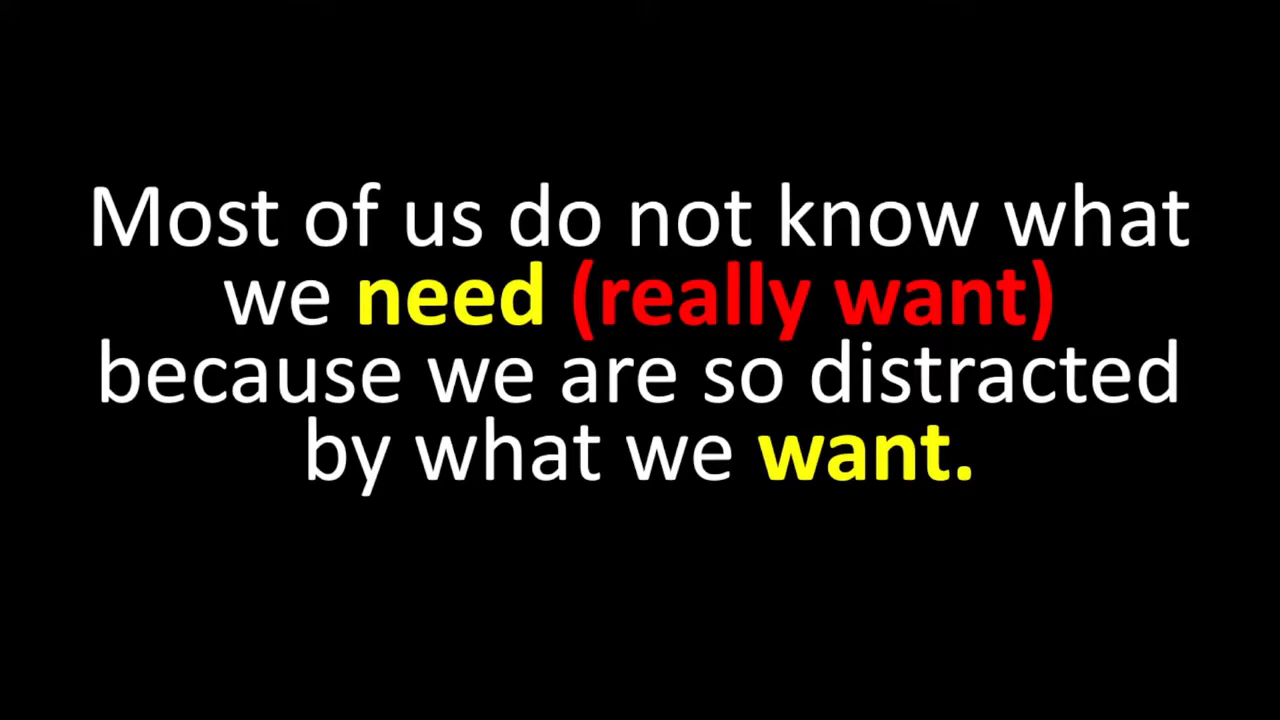 Most of us do not know what
we need (really want)
because we are so distracted
by what we want.